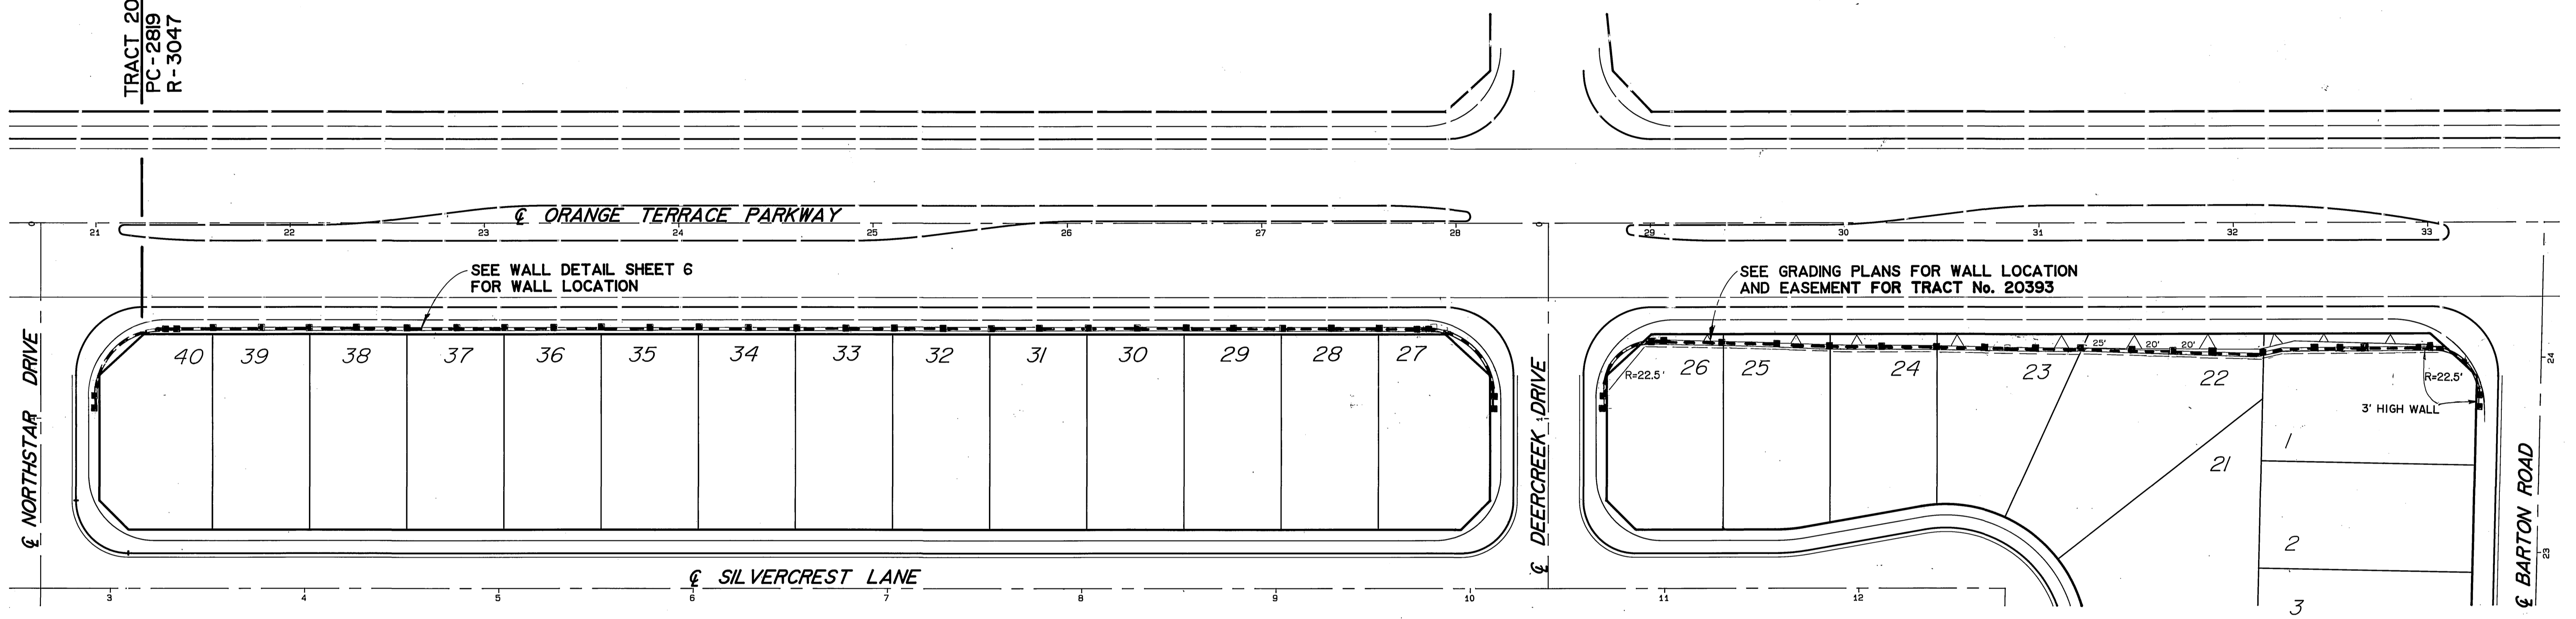 TRACT 20
PC-2819
R-3047
℄ ORANGE TERRACE PARKWAY
0
21 22 23 24 25 26 27 28 0 29 30 31 32 33
SEE WALL DETAIL SHEET 6
FOR WALL LOCATION
SEE GRADING PLANS FOR WALL LOCATION
AND EASEMENT FOR TRACT No. 20393
℄ NORTHSTAR DRIVE
40 39 38 37 36 35 34 33 32 31 30 29 28 27
℄ DEERCREEK DRIVE
1
25' 20' 20'
26 25 24 23 22
R=22.5'
R=22.5'
3' HIGH WALL
24
1
21
2
23
3
℄ BARTON ROAD
℄ SILVERCREST LANE
3 4 5 6 7 8 9 10 11 12